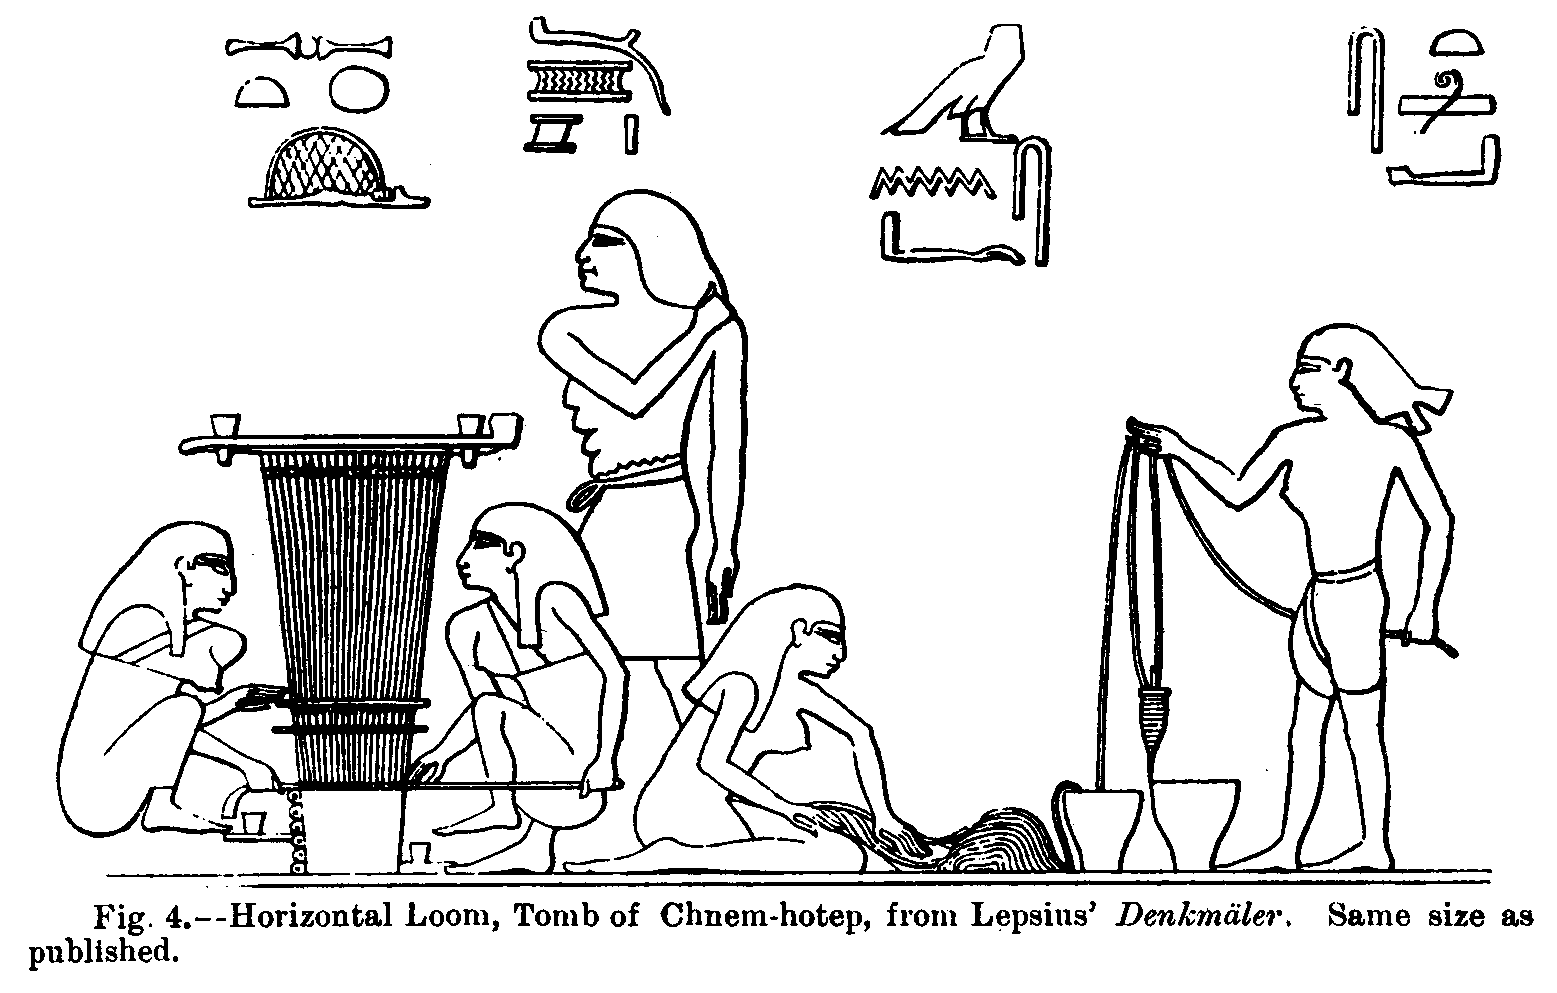 Fig. 4.--Horizontal Loom, Tomb of Chnem-hotep, from Lepsius' Denkmäler. Same size as
published.